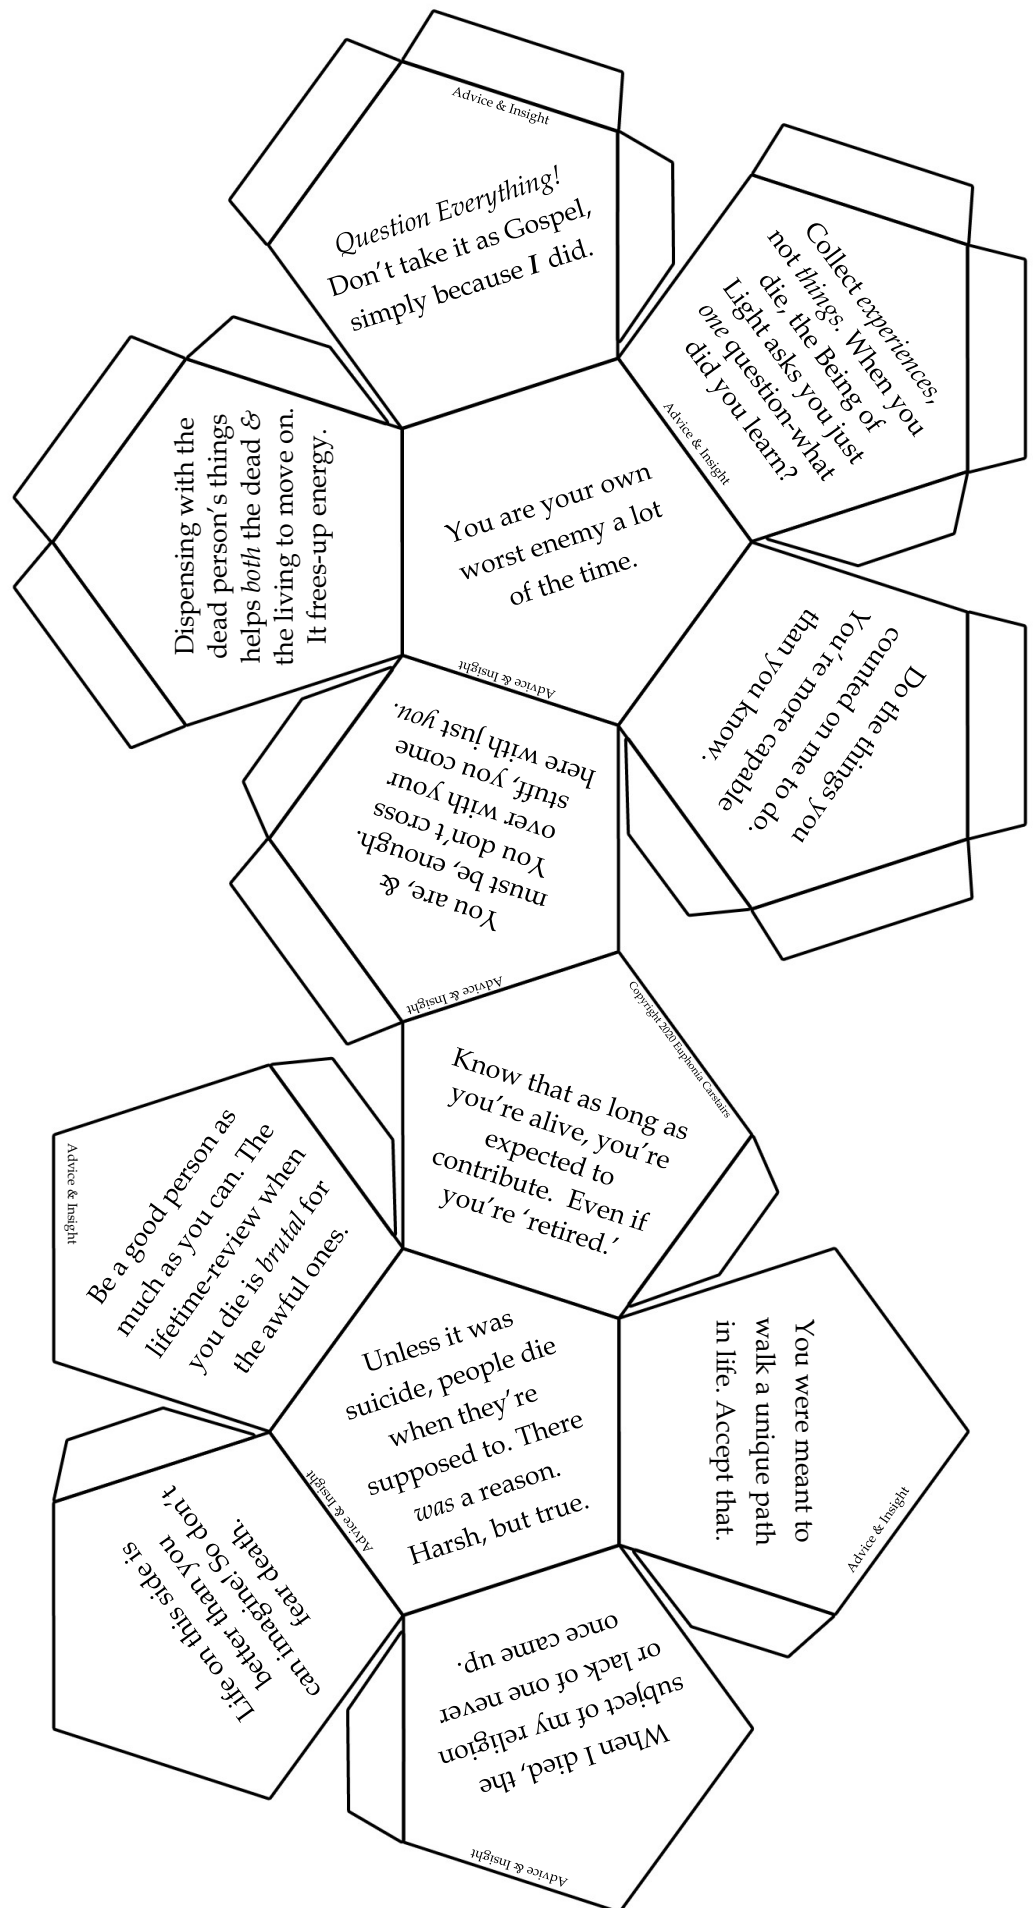 Advice & Insight
Question Everything!
Don't take it as Gospel,
simply because I did.
Collect experiences,
not things. When you
die, the Being of
Light asks you just
one question-what
did you learn?
Advice & Insight
Dispensing with the
dead person's things
helps both the dead &
the living to move on.
It frees-up energy.
You are your own
worst enemy a lot
of the time.
Advice & Insight
Do the things you
counted on me to do.
You're more capable
than you know.
You are, &
must be, enough.
You don't cross
over with your
stuff, you come
here with just you.
Advice & Insight
Copyright 2020 Euphonia Carstairs
Know that as long as
you're alive, you're
expected to
contribute.  Even if
you're 'retired.'
Be a good person as
much as you can. The
lifetime-review when
you die is brutal for
the awful ones.
Advice & Insight
Unless it was
suicide, people die
when they're
supposed to. There
was a reason.
Harsh, but true.
Advice & Insight
You were meant to
walk a unique path
in life. Accept that.
Advice & Insight
Life on this side is
better than you
can imagine! So don't
fear death.
When I died, the
subject of my religion
or lack of one never
once came up.
Advice & Insight